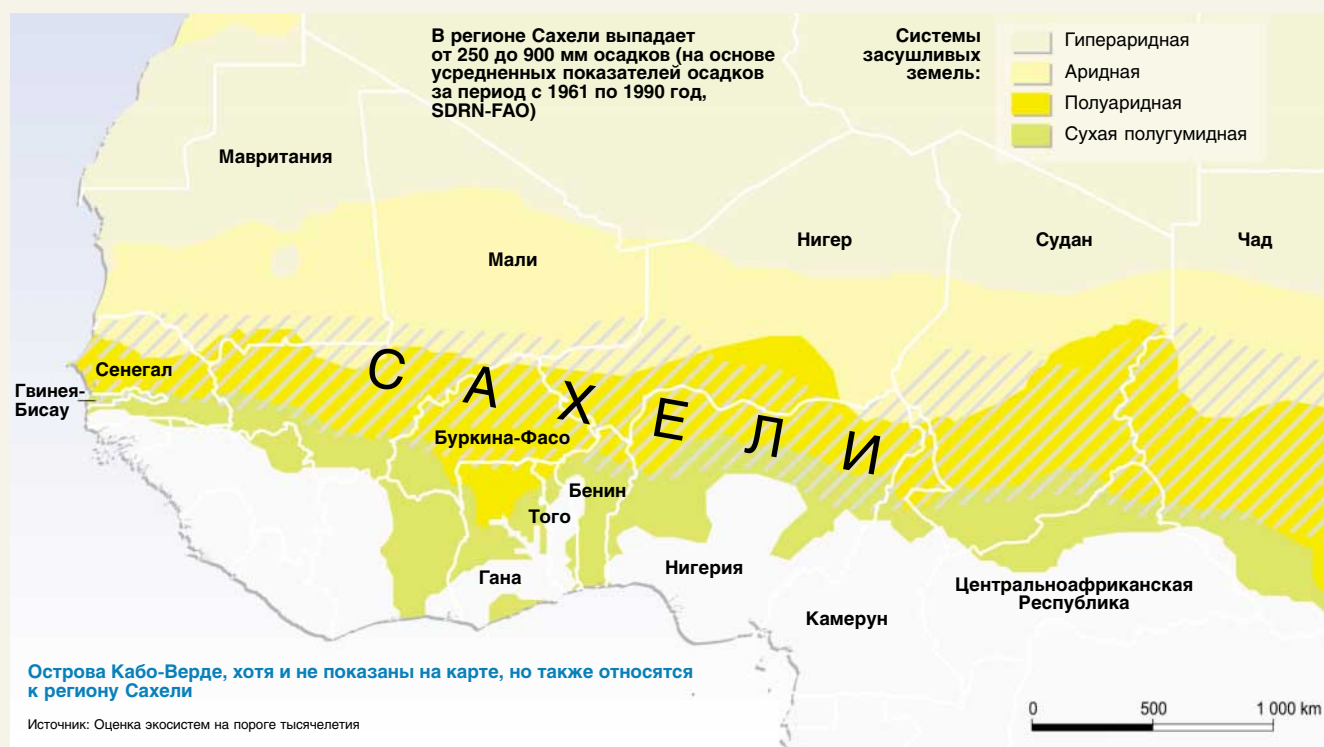 В регионе Сахели выпадает
от 250 до 900 мм осадков (на основе
усредненных показателей осадков
за период с 1961 по 1990 год,
SDRN-FAO)
Системы
засушливых
земель:
Гипераридная
Аридная
Полуаридная
Сухая полугумидная
Мавритания
Мали
Нигер
Судан
Чад
Сенегал
Гвинея-
Бисау
САХЕЛИ
Буркина-Фасо
Бенин
Того
Гана
Нигерия
Камерун
Центральноафриканская
Республика
Острова Кабо-Верде, хотя и не показаны на карте, но также относятся
к региону Сахели
Источник: Оценка экосистем на пороге тысячелетия
0 500 1 000 km